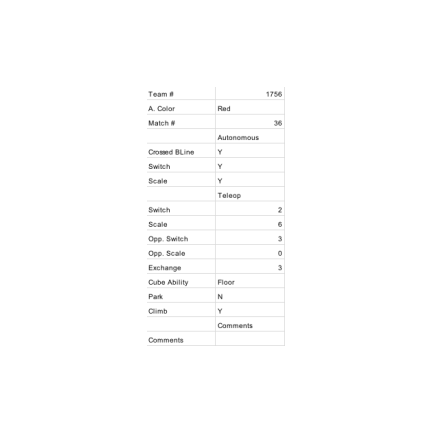 Team # 1756
A. Color Red
Match # 36
Autonomous
Crossed BLine Y
Switch Y
Scale Y
Teleop
Switch 2
Scale 6
Opp. Switch 3
Opp. Scale 0
Exchange 3
Cube Ability Floor
Park N
Climb Y
Comments
Comments